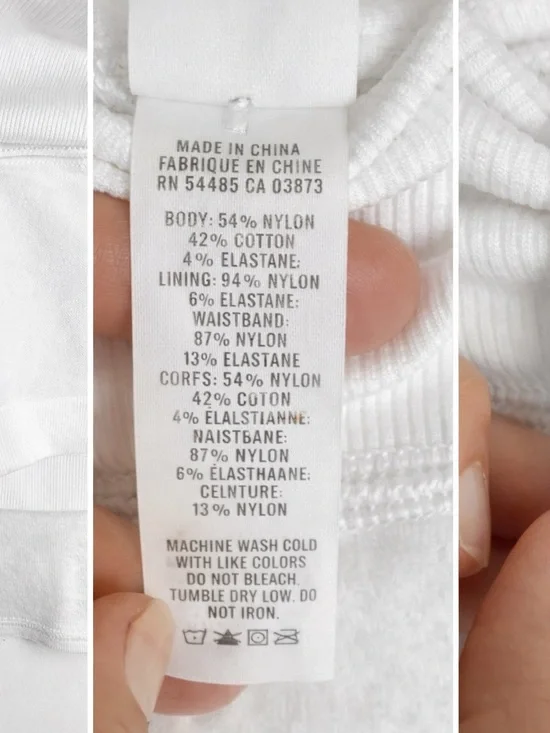 MADE IN CHINA
FABRIQUE EN CHINE
RN 54485 CA 03873
BODY: 54% NYLON
42% COTTON
4% ELASTANE:
LINING: 94% NYLON
6% ELASTANE:
WAISTBAND:
87% NYLON
13% ELASTANE
CORFS: 54% NYLON
42% COTON
4% ÉLALSTIANNE:
NAISTBANE:
87% NYLON
6% ÉLASTHAANE:
CELNTURE:
13% NYLON
MACHINE WASH COLD
WITH LIKE COLORS
DO NOT BLEACH.
TUMBLE DRY LOW. DO
NOT IRON.